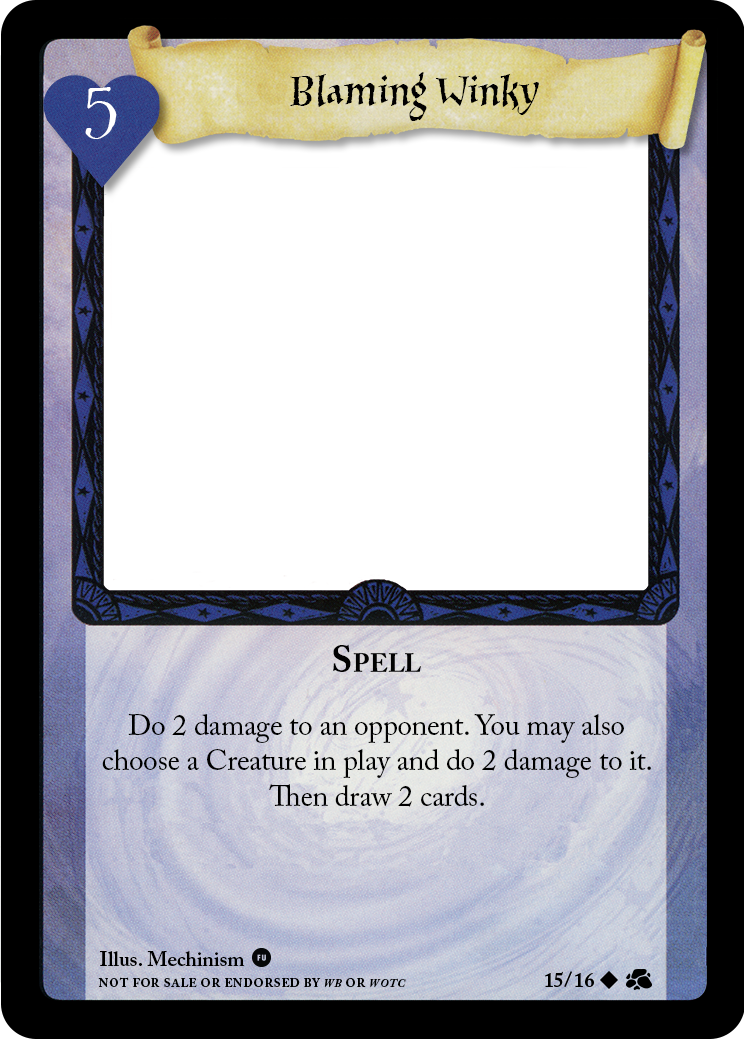 Blaming Winky
5
SPELL
Do 2 damage to an opponent. You may also
choose a Creature in play and do 2 damage to it.
Then draw 2 cards.
Illus. Mechinism FU
NOT FOR SALE OR ENDORSED BY WB OR WOTC
15/16